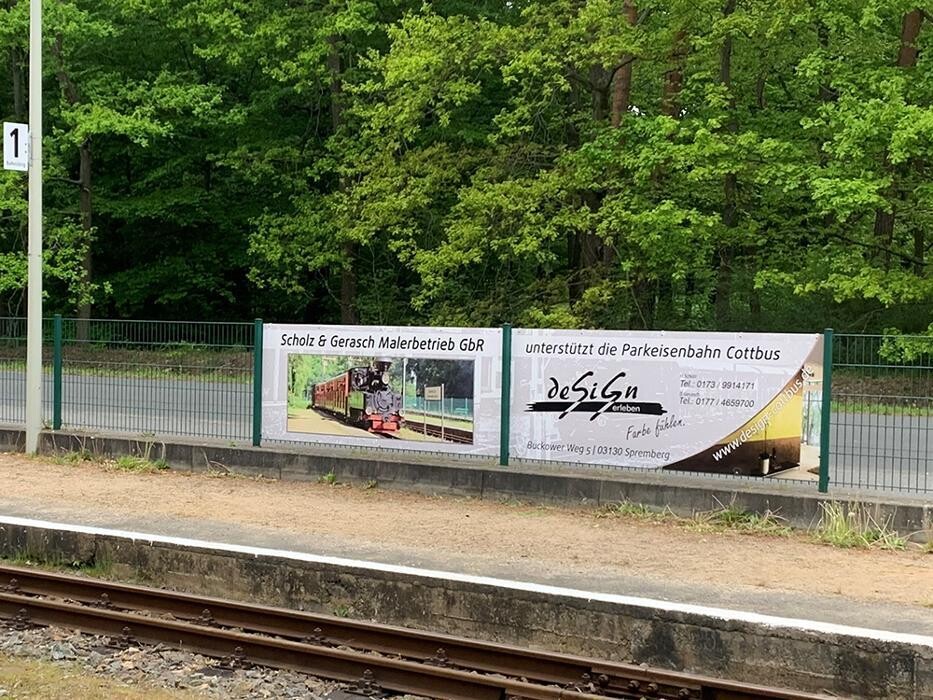 1
Scholz & Gerasch Malerbetrieb GbR
unterstützt die Parkeisenbahn Cottbus
deSiGn
erleben
Farbe fühlen.
Tel.: 0173 / 9914171
Tel.: 0177 / 4659700
Buckower Weg 5 | 03130 Spremberg
www.design-cottbus.de